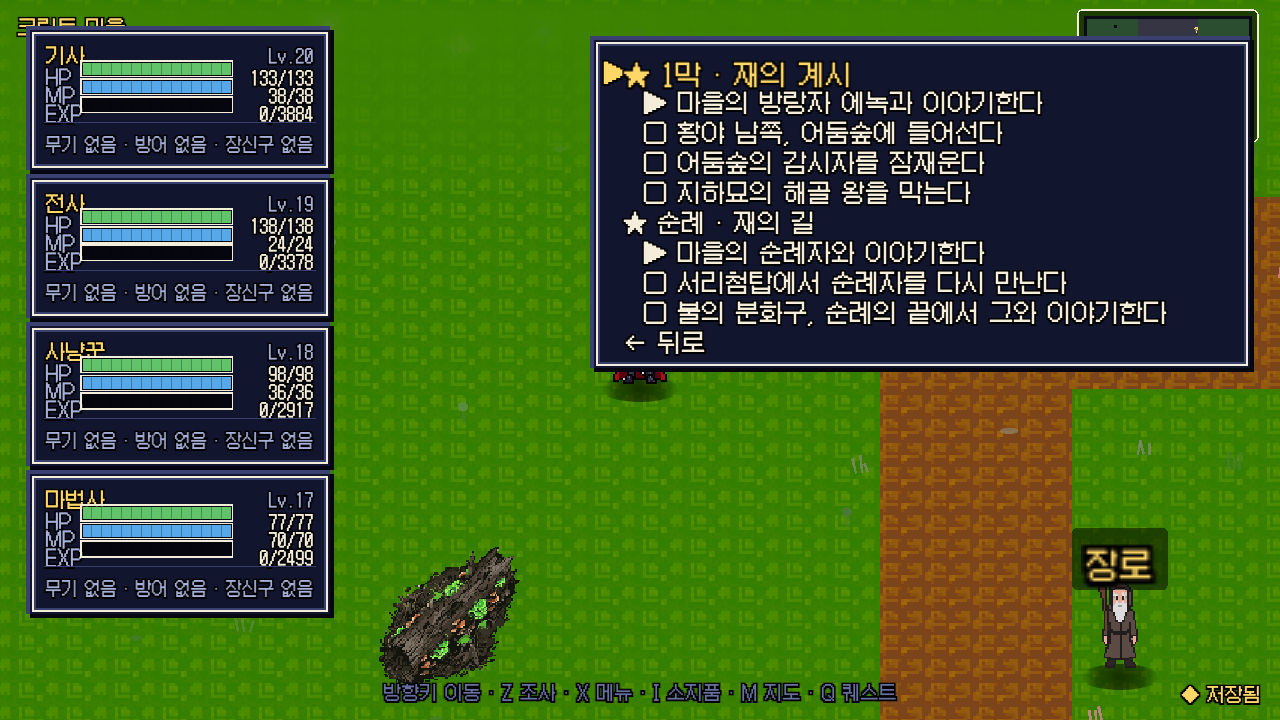 기사 Lv.20
HP 133/133
MP 38/38
EXP 0/3884
무기 없음 · 방어 없음 · 장신구 없음
전사 Lv.19
HP 138/138
MP 24/24
EXP 0/3378
무기 없음 · 방어 없음 · 장신구 없음
사냥꾼 Lv.18
HP 98/98
MP 36/36
EXP 0/2917
무기 없음 · 방어 없음 · 장신구 없음
마법사 Lv.17
HP 77/77
MP 70/70
EXP 0/2499
무기 없음 · 방어 없음 · 장신구 없음
▶★ 1막 · 재의 계시
▶ 마을의 방랑자 에녹과 이야기한다
□ 황야 남쪽, 어둠숲에 들어선다
□ 어둠숲의 감시자를 잠재운다
□ 지하묘의 해골 왕을 막는다
★ 순례 · 재의 길
▶ 마을의 순례자와 이야기한다
□ 서리첨탑에서 순례자를 다시 만난다
□ 불의 분화구, 순례의 끝에서 그와 이야기한다
← 뒤로
장로
방향키 이동 · Z 조사 · X 메뉴 · I 소지품 · M 지도 · Q 퀘스트
◆ 저장됨